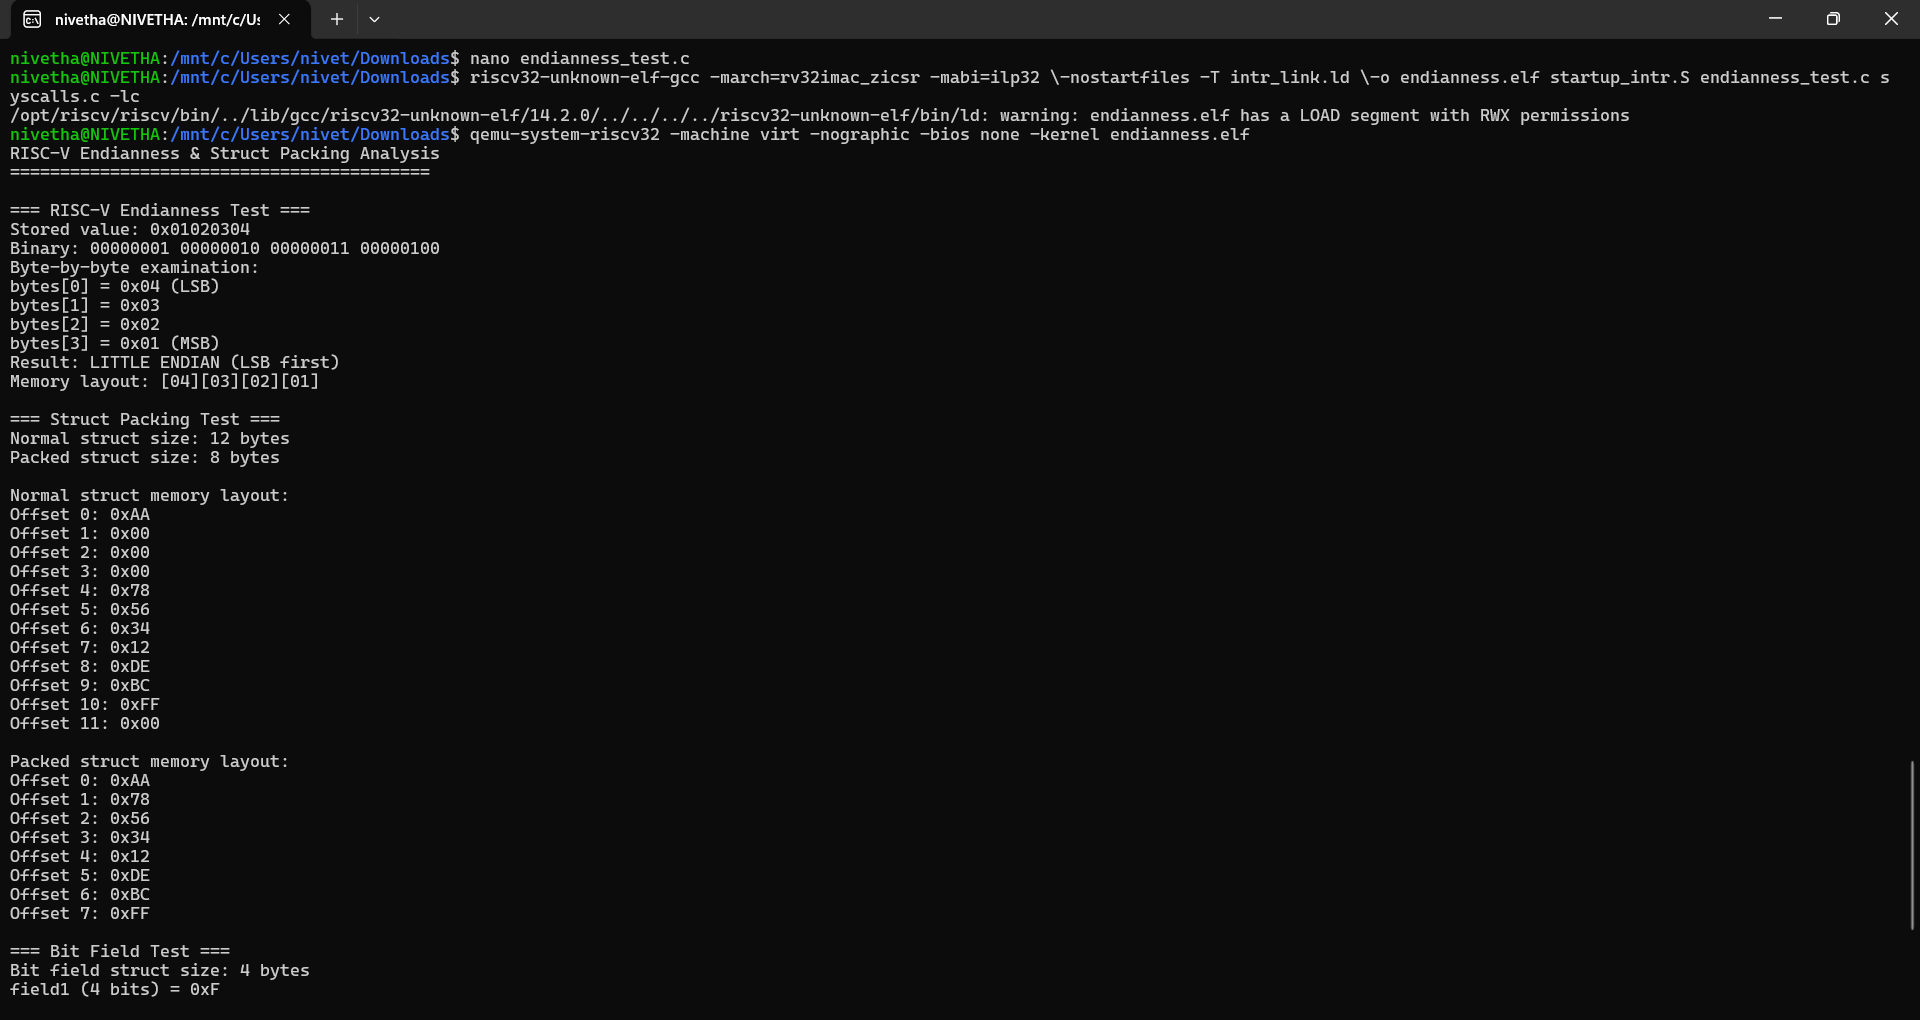 nivetha@NIVETHA: /mnt/c/Us
nivetha@NIVETHA:/mnt/c/Users/nivet/Downloads$ nano endianness_test.c
nivetha@NIVETHA:/mnt/c/Users/nivet/Downloads$ riscv32-unknown-elf-gcc -march=rv32imac_zicsr -mabi=ilp32 \-nostartfiles -T intr_link.ld \-o endianness.elf startup_intr.S endianness_test.c s
yscalls.c -lc
/opt/riscv/riscv/bin/../lib/gcc/riscv32-unknown-elf/14.2.0/../../../../riscv32-unknown-elf/bin/ld: warning: endianness.elf has a LOAD segment with RWX permissions
nivetha@NIVETHA:/mnt/c/Users/nivet/Downloads$ qemu-system-riscv32 -machine virt -nographic -bios none -kernel endianness.elf
RISC-V Endianness & Struct Packing Analysis
==========================================
=== RISC-V Endianness Test ===
Stored value: 0x01020304
Binary: 00000001 00000010 00000011 00000100
Byte-by-byte examination:
bytes[0] = 0x04 (LSB)
bytes[1] = 0x03
bytes[2] = 0x02
bytes[3] = 0x01 (MSB)
Result: LITTLE ENDIAN (LSB first)
Memory layout: [04][03][02][01]
=== Struct Packing Test ===
Normal struct size: 12 bytes
Packed struct size: 8 bytes
Normal struct memory layout:
Offset 0: 0xAA
Offset 1: 0x00
Offset 2: 0x00
Offset 3: 0x00
Offset 4: 0x78
Offset 5: 0x56
Offset 6: 0x34
Offset 7: 0x12
Offset 8: 0xDE
Offset 9: 0xBC
Offset 10: 0xFF
Offset 11: 0x00
Packed struct memory layout:
Offset 0: 0xAA
Offset 1: 0x78
Offset 2: 0x56
Offset 3: 0x34
Offset 4: 0x12
Offset 5: 0xDE
Offset 6: 0xBC
Offset 7: 0xFF
=== Bit Field Test ===
Bit field struct size: 4 bytes
field1 (4 bits) = 0xF